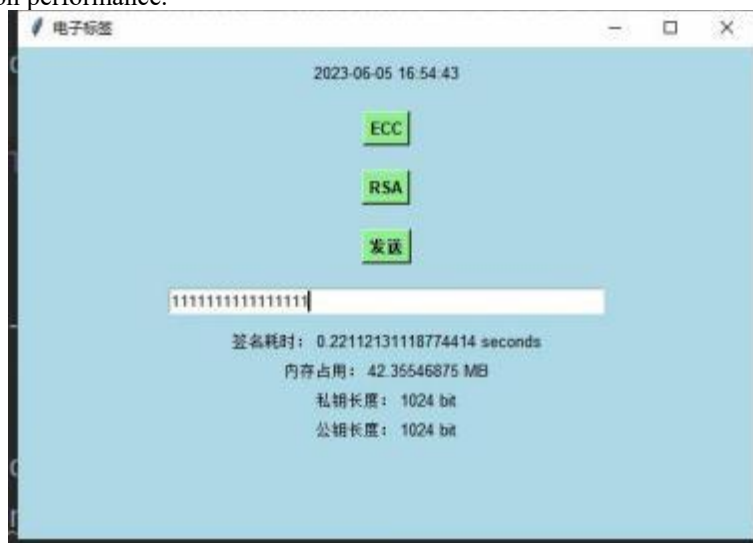 on performance.
电子标签
2023-06-05 16:54:43
ECC
RSA
发送
1111111111111111
签名耗时： 0.22112131118774414 seconds
内存占用： 42.35546875 MB
私钥长度： 1024 bit
公钥长度： 1024 bit